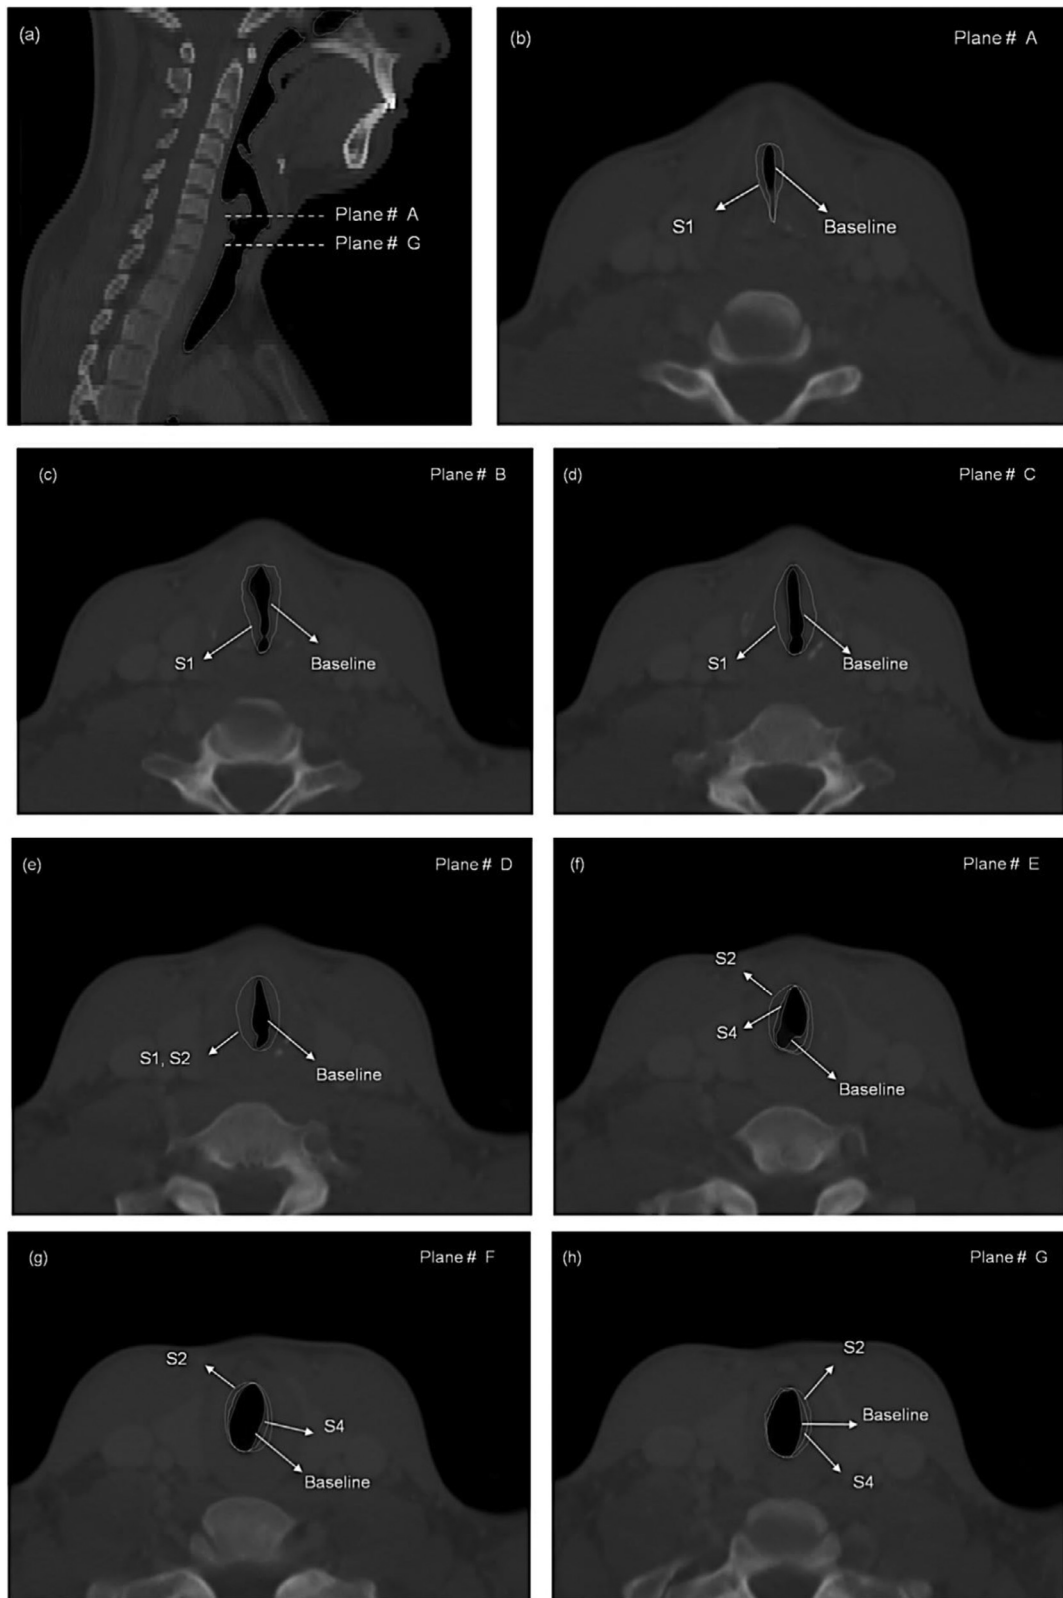 (a)
Plane# A
Plane# G
(b)
Plane# A
S1
Baseline
(c)
Plane# B
S1
Baseline
(d)
Plane# C
S1
Baseline
(e)
Plane# D
S1, S2
Baseline
(f)
Plane# E
S2
S4
Baseline
(g)
Plane# F
S2
S4
Baseline
(h)
Plane# G
S2
Baseline
S4